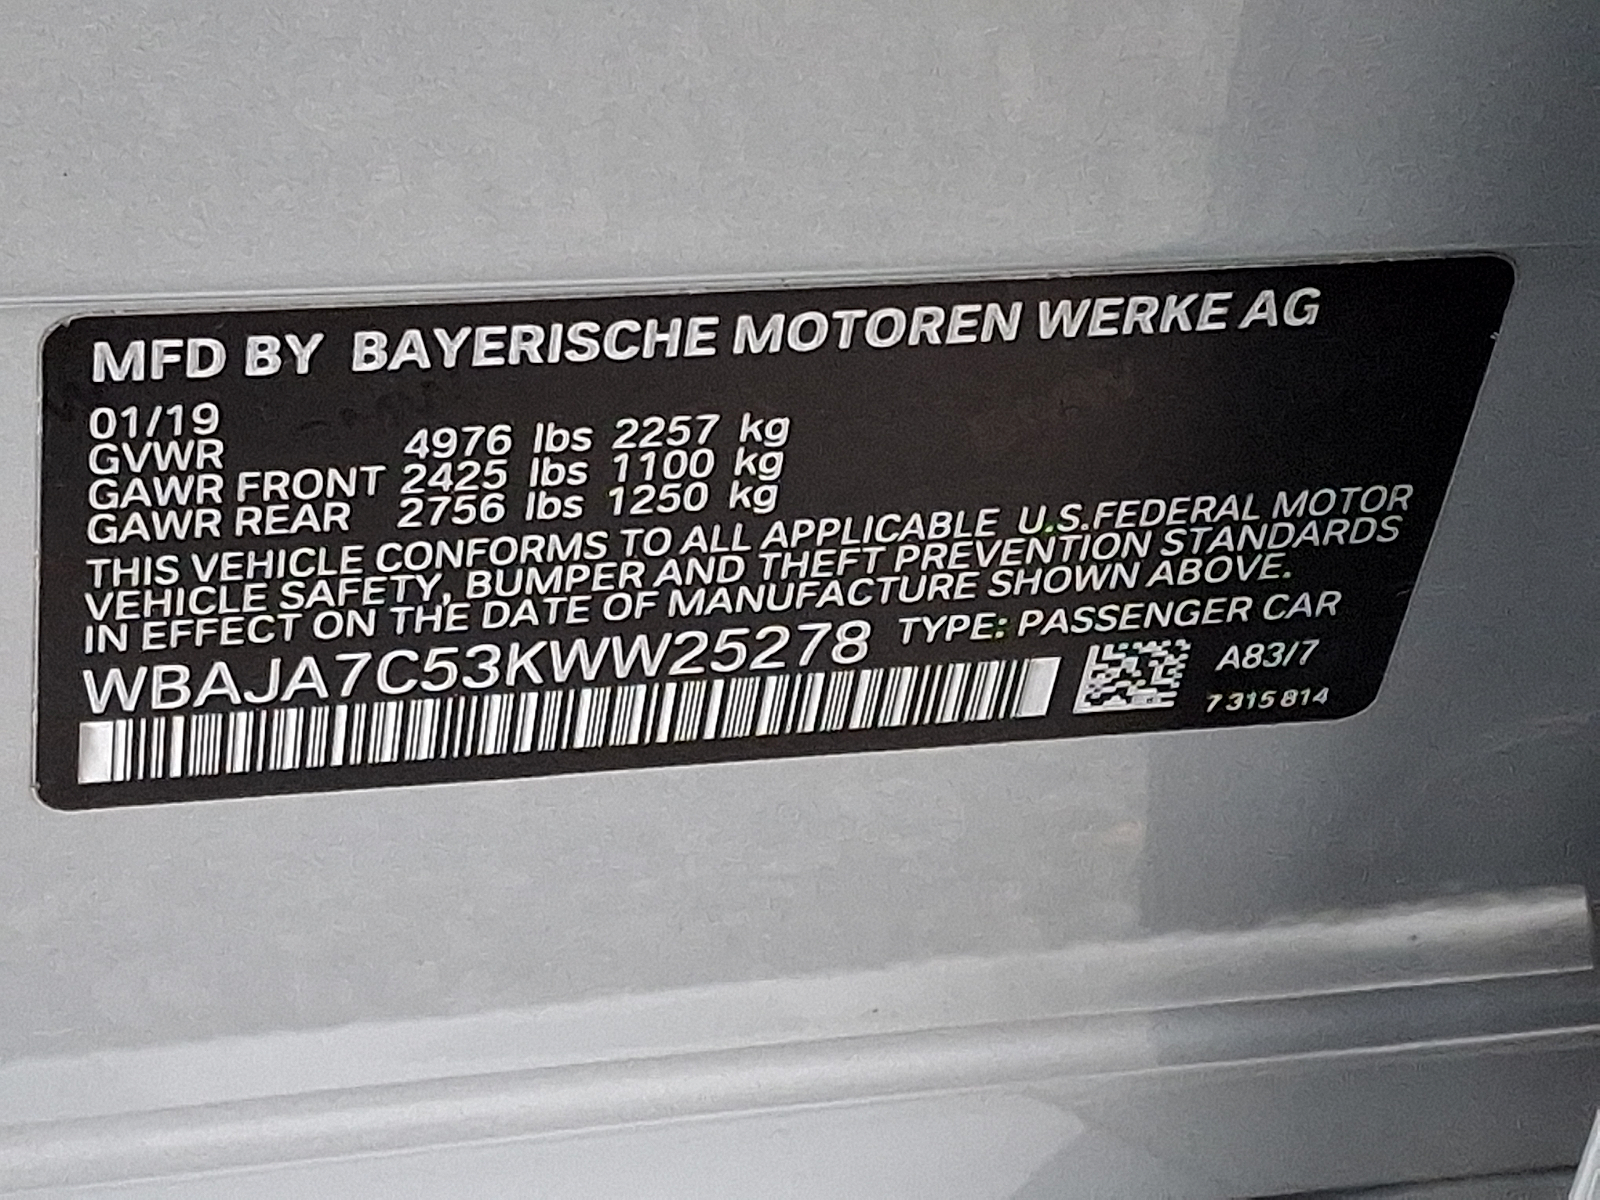 MFD BY BAYERISCHE MOTOREN WERKE AG
01/19
GVWR 4976 lbs 2257 kg
GAWR FRONT 2425 lbs 1100 kg
GAWR REAR 2756 lbs 1250 kg
THIS VEHICLE CONFORMS TO ALL APPLICABLE U.S.FEDERAL MOTOR
VEHICLE SAFETY, BUMPER AND THEFT PREVENTION STANDARDS
IN EFFECT ON THE DATE OF MANUFACTURE SHOWN ABOVE.
WBAJA7C53KWW25278 TYPE: PASSENGER CAR
A83/7
7 315 814